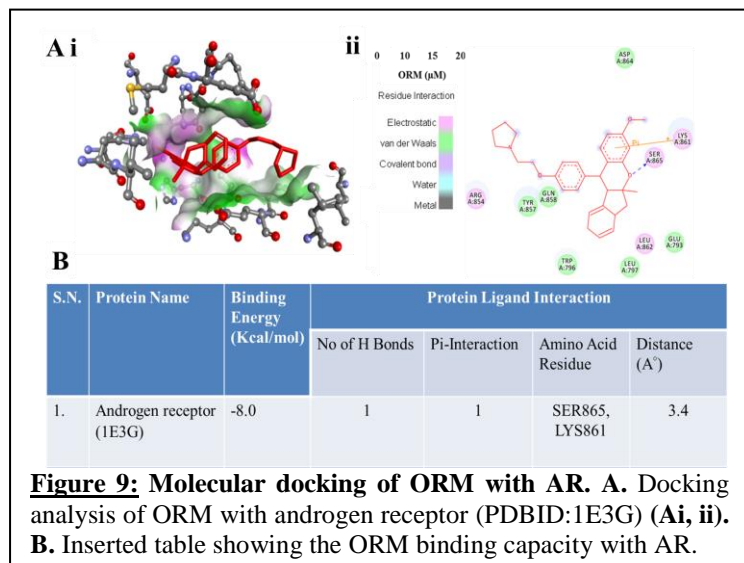 A i
ii
0 10 15 20
ORM (μM)
Residue Interaction
Electrostatic
van der Waals
Covalent bond
Water
Metal
ASP
A:864
LYS
A:861
Pi
SER
A:865
ARG
A:854
TYR
A:857
GLN
A:858
LEU
A:862
GLU
A:793
TRP
A:796
LEU
A:797
B
S.N. Protein Name Binding Energy (Kcal/mol) Protein Ligand Interaction
No of H Bonds Pi-Interaction Amino Acid Residue Distance (A°)
1. Androgen receptor (1E3G) -8.0 1 1 SER865, LYS861 3.4
Figure 9: Molecular docking of ORM with AR. A. Docking
analysis of ORM with androgen receptor (PDBID:1E3G) (Ai, ii).
B. Inserted table showing the ORM binding capacity with AR.